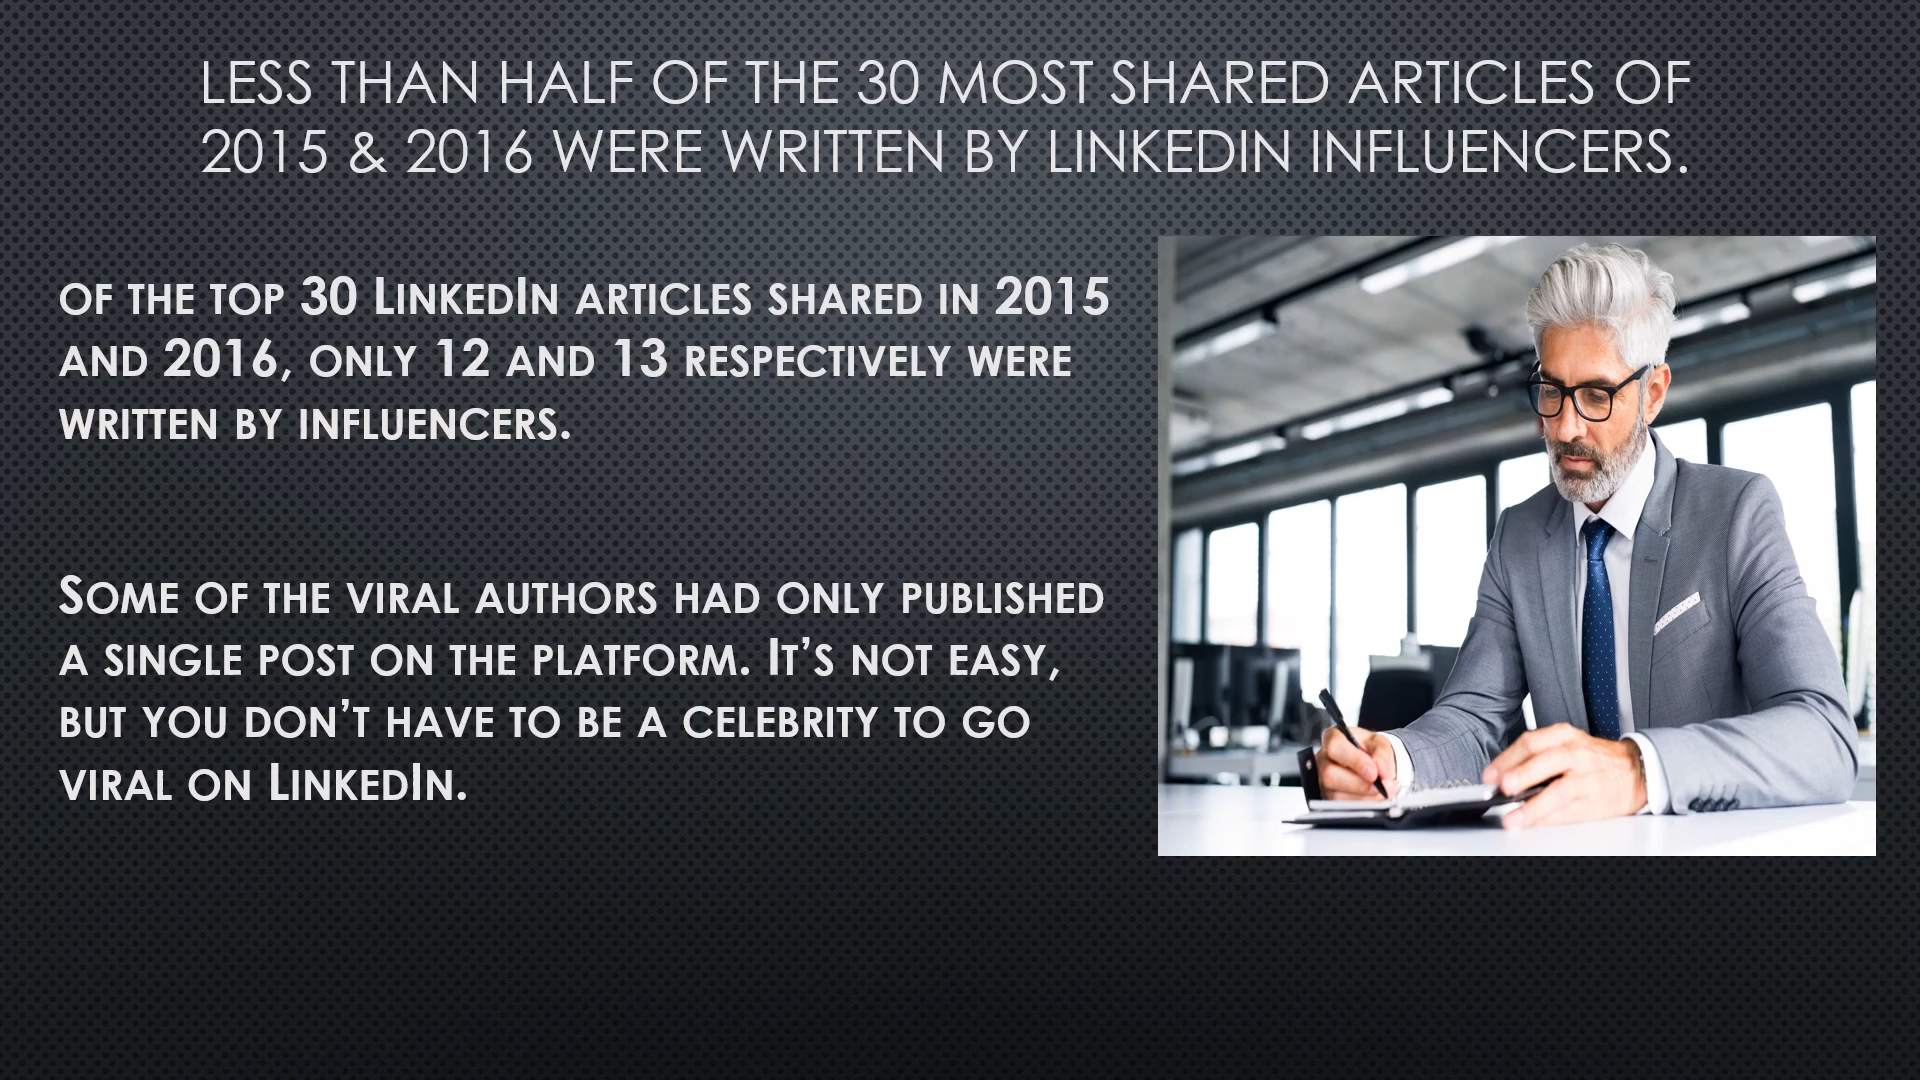 LESS THAN HALF OF THE 30 MOST SHARED ARTICLES OF
2015 & 2016 WERE WRITTEN BY LINKEDIN INFLUENCERS.
OF THE TOP 30 LINKEDIN ARTICLES SHARED IN 2015
AND 2016, ONLY 12 AND 13 RESPECTIVELY WERE
WRITTEN BY INFLUENCERS.
SOME OF THE VIRAL AUTHORS HAD ONLY PUBLISHED
A SINGLE POST ON THE PLATFORM. IT’S NOT EASY,
BUT YOU DON’T HAVE TO BE A CELEBRITY TO GO
VIRAL ON LINKEDIN.